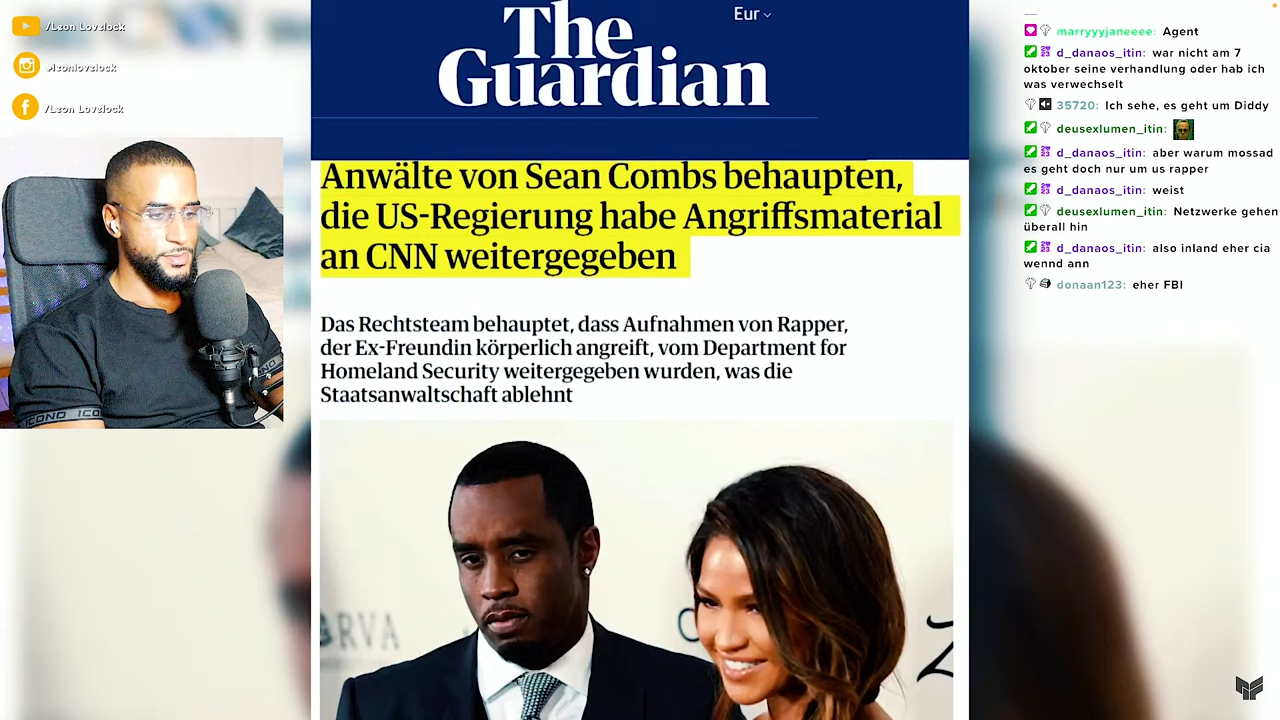 /Leon Lovelock
/leonlovelock
/Leon Lovelock
ICONO
The
Guardian
Eur
Anwälte von Sean Combs behaupten,
die US-Regierung habe Angriffsmaterial
an CNN weitergegeben
Das Rechtsteam behauptet, dass Aufnahmen von Rapper,
der Ex-Freundin körperlich angreift, vom Department for
Homeland Security weitergegeben wurden, was die
Staatsanwaltschaft ablehnt
RVA
marryyyjaneeee: Agent
d_danaos_itin: war nicht am 7
oktober seine verhandlung oder hab ich
was verwechselt
35720: Ich sehe, es geht um Diddy
deusexlumen_itin:
d_danaos_itin: aber warum mossad
es geht doch nur um us rapper
d_danaos_itin: weist
deusexlumen_itin: Netzwerke gehen
überall hin
d_danaos_itin: also inland eher cia
wennd ann
donaan123: eher FBI